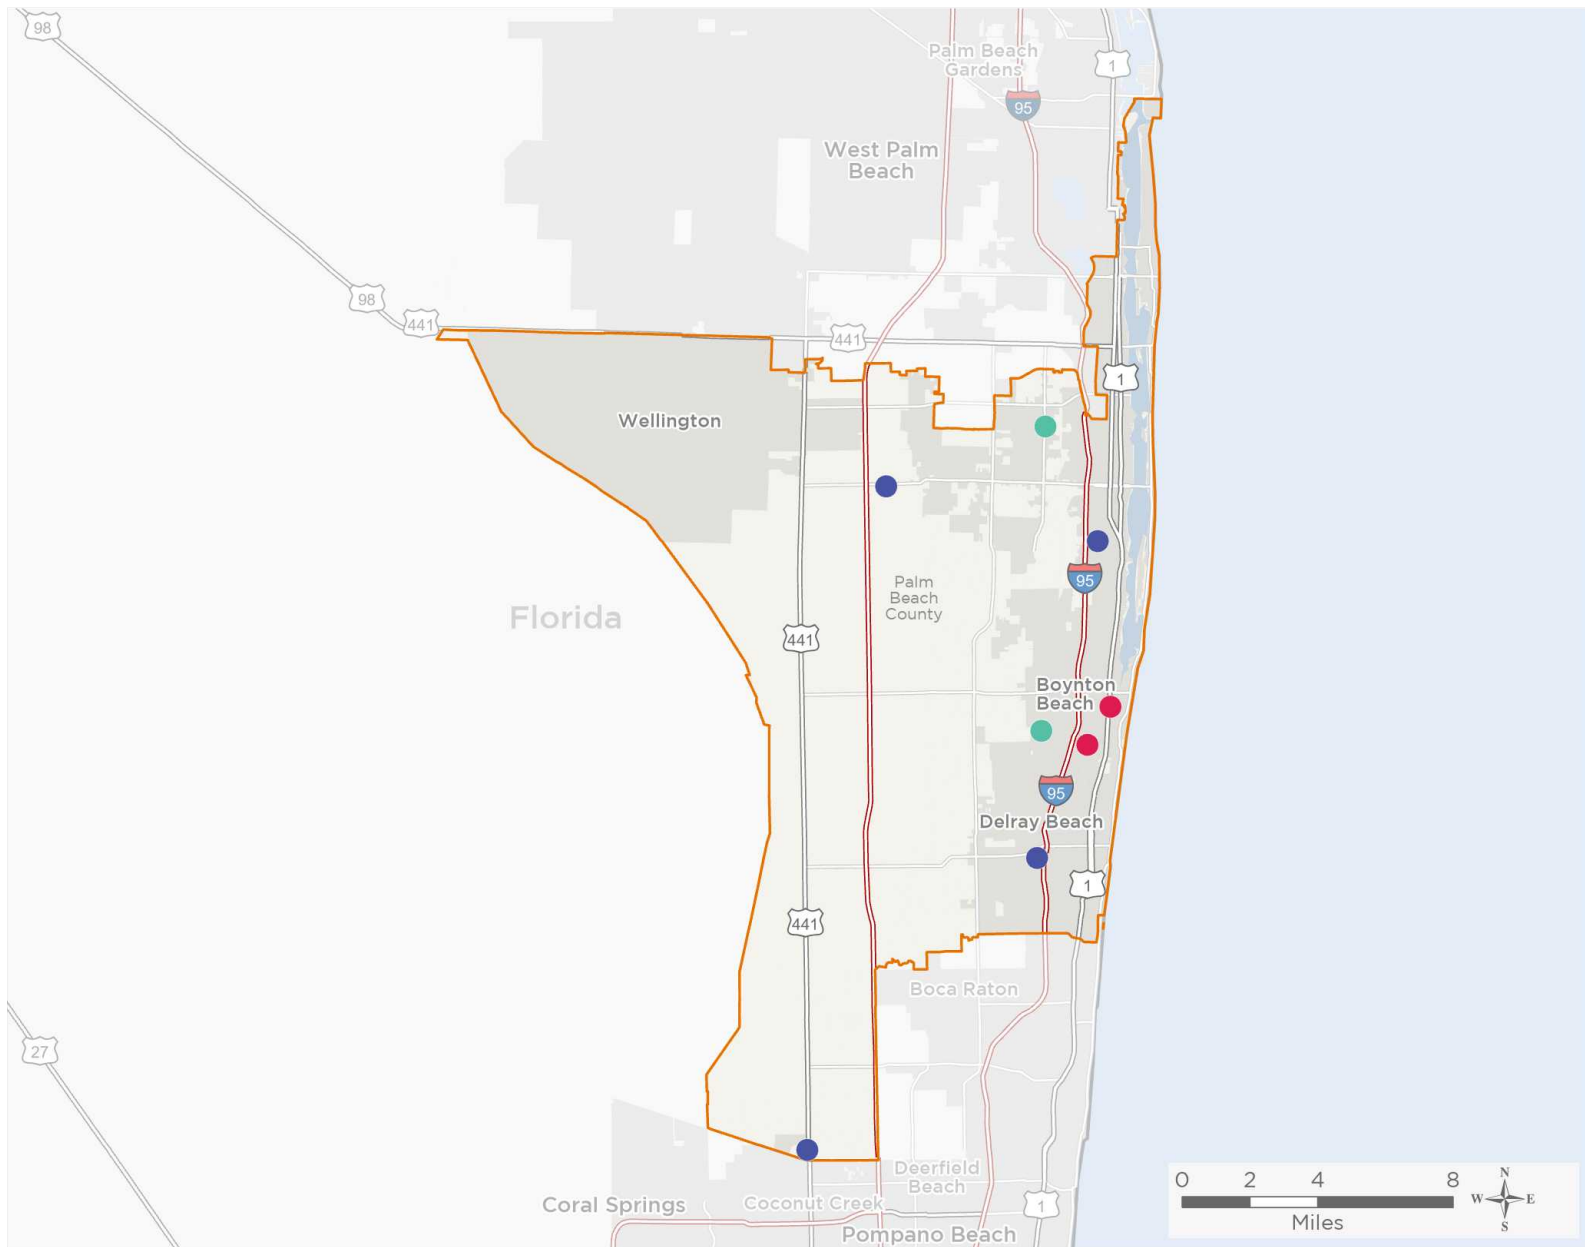 98
Palm Beach
Gardens
1
95
West Palm
Beach
98
441
441
1
Wellington
95
Palm
Beach
County
Florida
441
Boynton
Beach
95
Delray Beach
1
441
Boca Raton
27
Deerfield
Beach
Coral Springs
Coconut Creek
1
Pompano Beach
0 2 4 8
Miles
N
W E
S